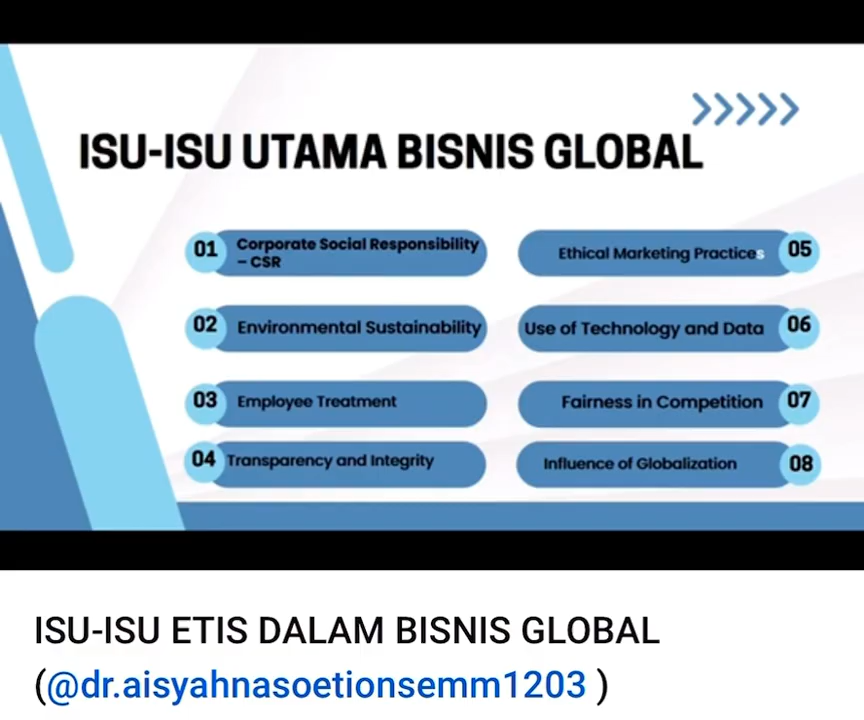 ISU-ISU UTAMA BISNIS GLOBAL
01 Corporate Social Responsibility
– CSR
02 Environmental Sustainability
03 Employee Treatment
04 Transparency and Integrity
Ethical Marketing Practices 05
Use of Technology and Data 06
Fairness in Competition 07
Influence of Globalization 08
ISU-ISU ETIS DALAM BISNIS GLOBAL
(@dr.aisyahnasoetionsemm1203 )